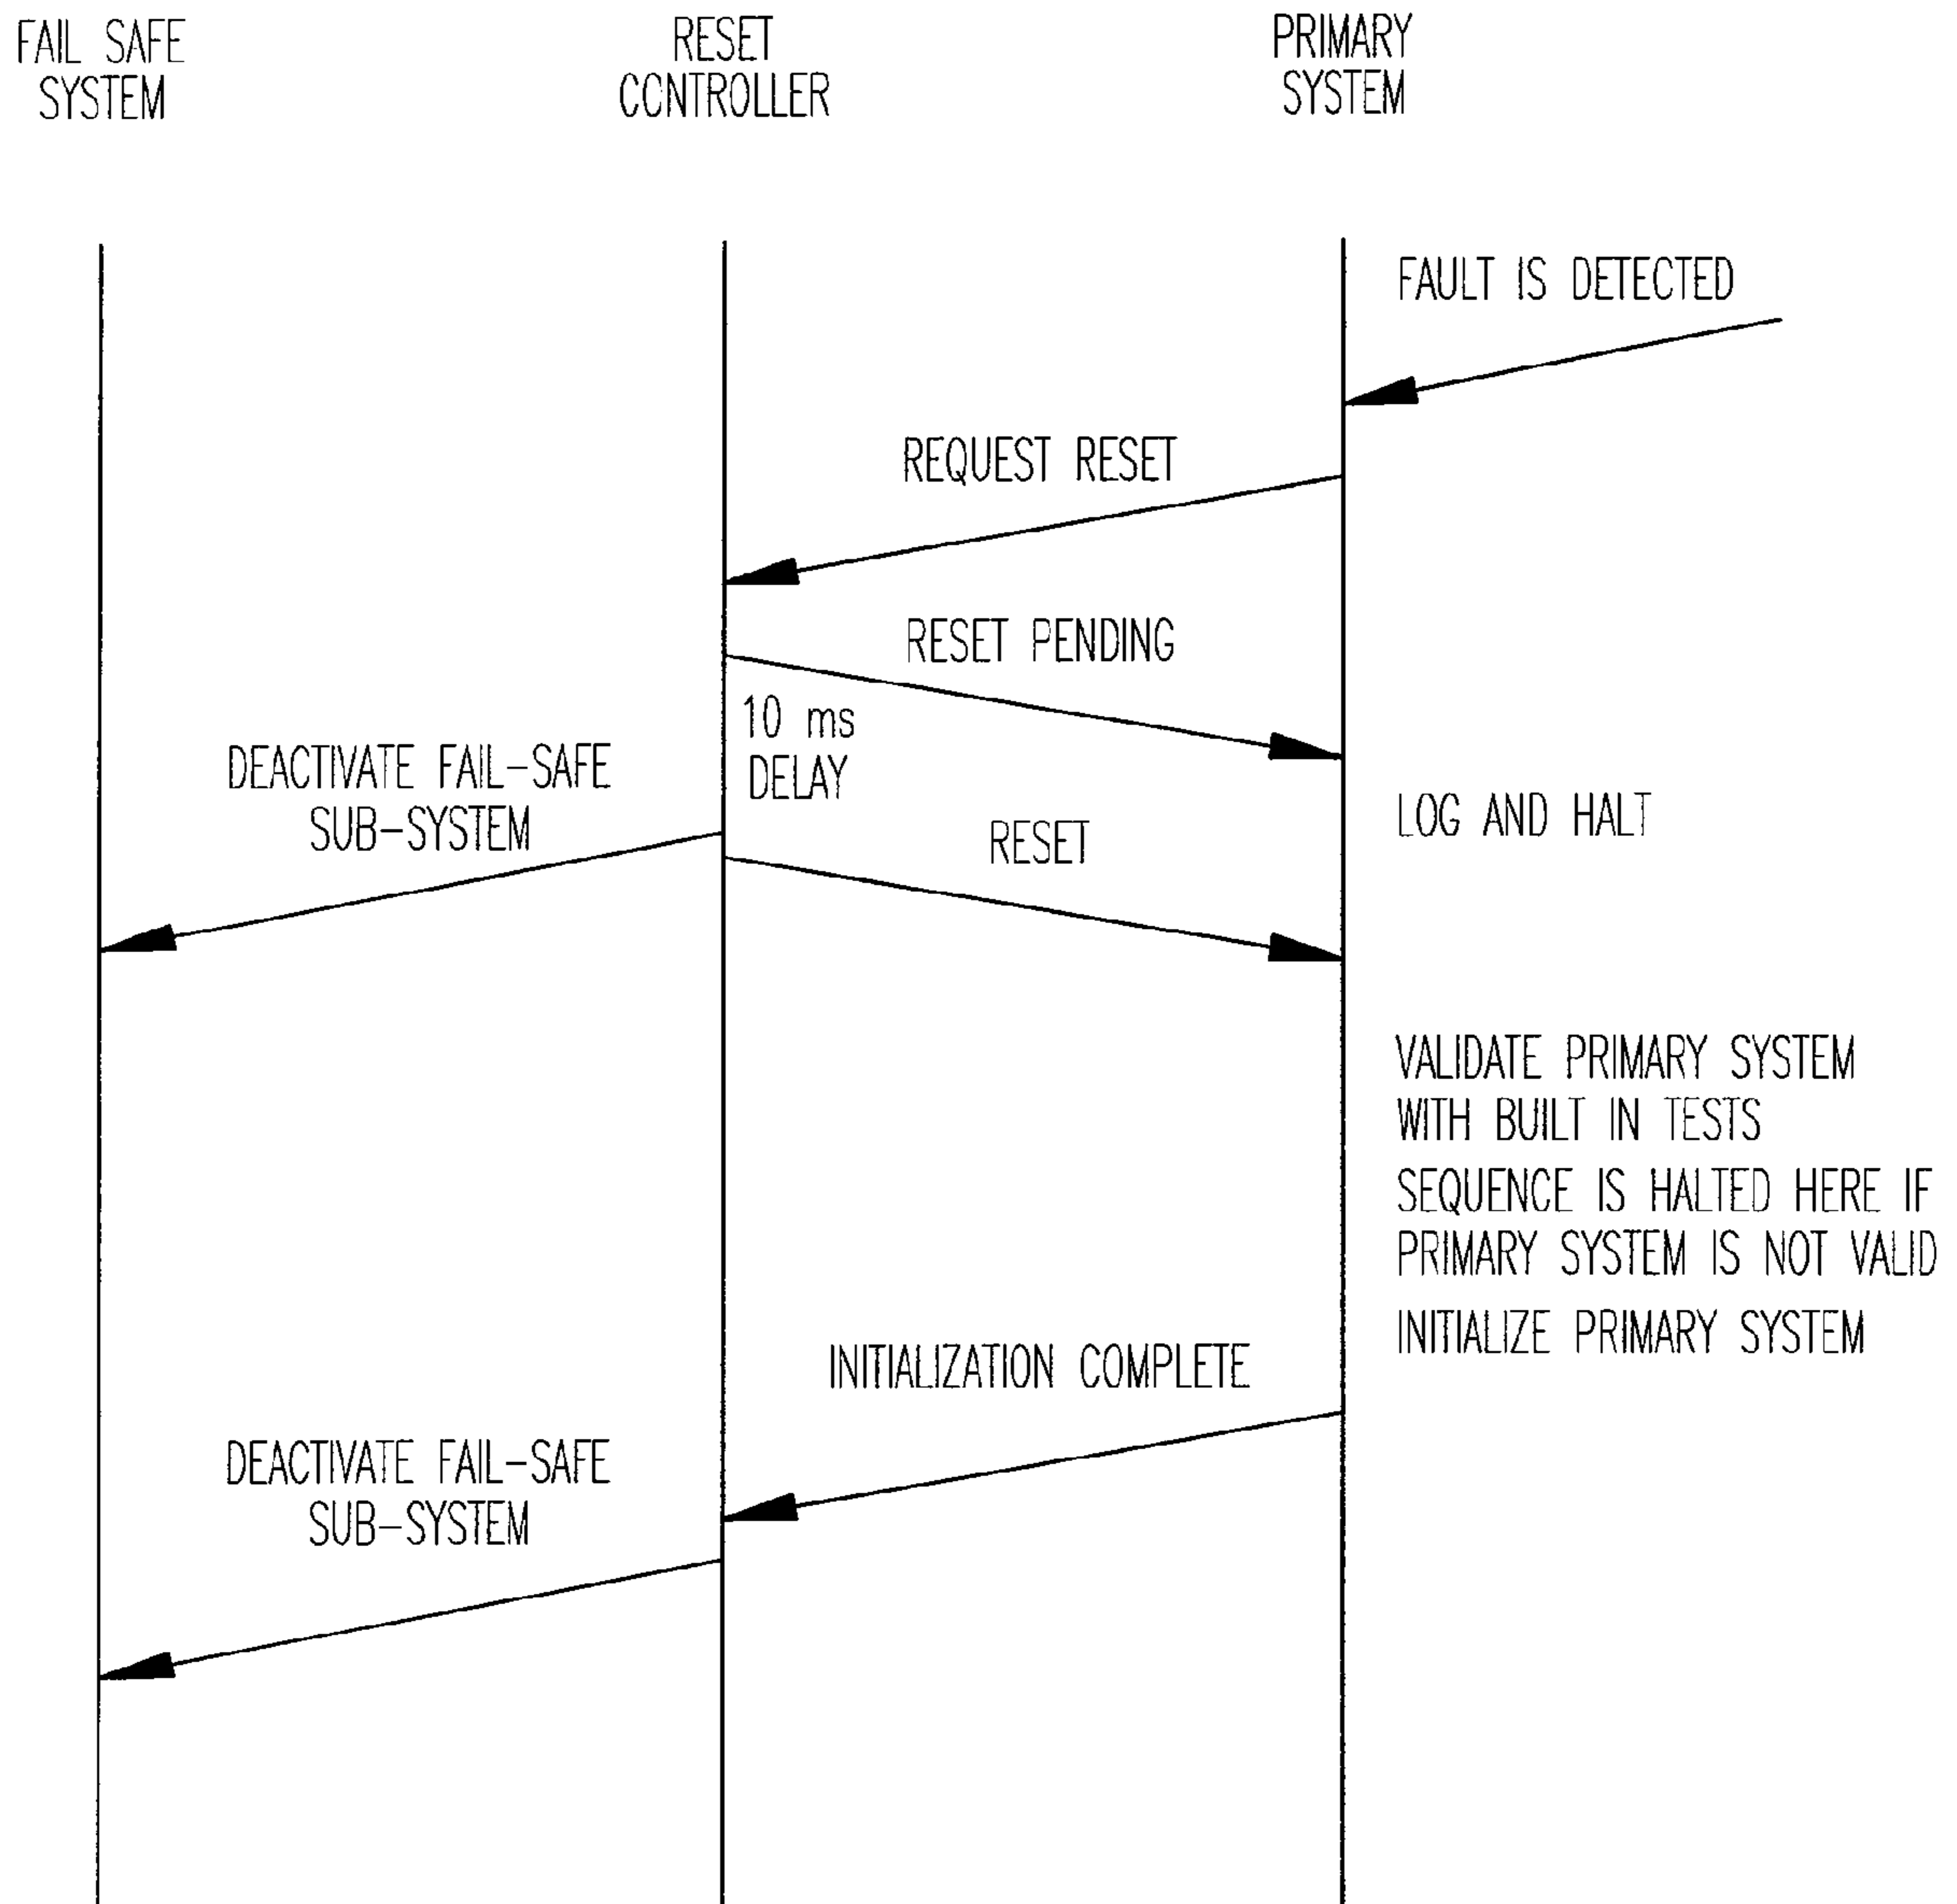 FAIL SAFE
SYSTEM
RESET
CONTROLLER
PRIMARY
SYSTEM
FAULT IS DETECTED
REQUEST RESET
RESET PENDING
10 ms
DELAY
DEACTIVATE FAIL-SAFE
SUB-SYSTEM
LOG AND HALT
RESET
VALIDATE PRIMARY SYSTEM
WITH BUILT IN TESTS
SEQUENCE IS HALTED HERE IF
PRIMARY SYSTEM IS NOT VALID
INITIALIZE PRIMARY SYSTEM
INITIALIZATION COMPLETE
DEACTIVATE FAIL-SAFE
SUB-SYSTEM